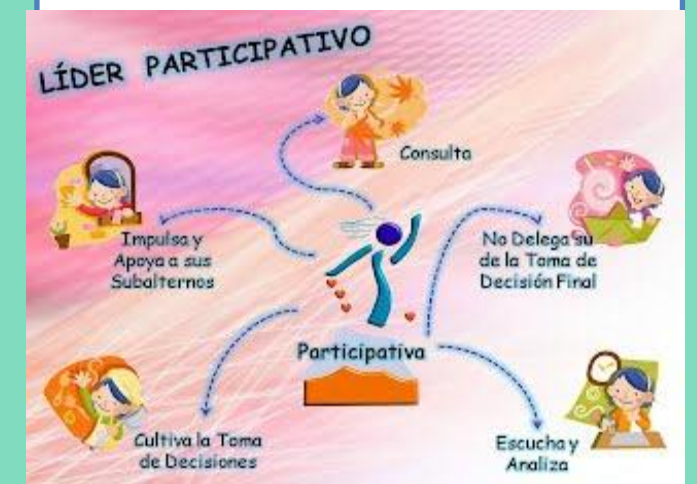 LÍDER PARTICIPATIVO
Consulta
Impulsa y
Apoya a sus
Subalternos
No Delega su
de la Toma de
Decisión Final
Participativa
Cultiva la Toma
de Decisiones
Escucha y
Analiza